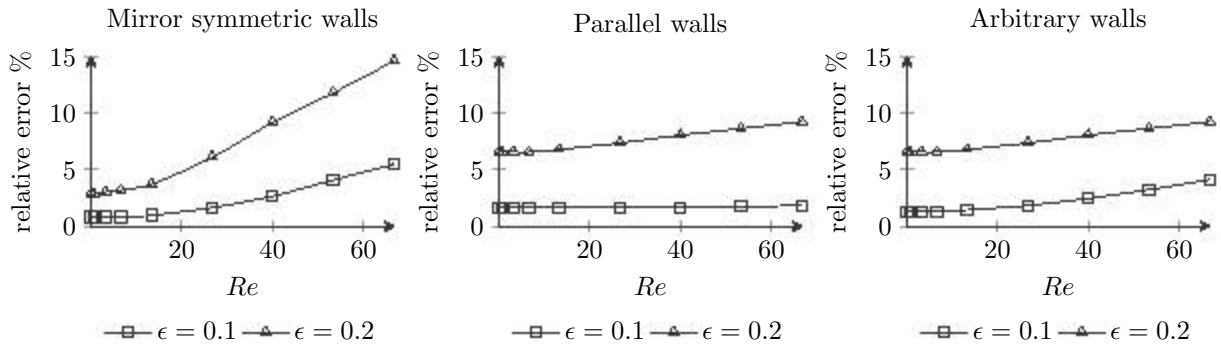 Mirror symmetric walls
relative error %
15
10
5
0
20
40
60
Re
ϵ = 0.1
ϵ = 0.2
Parallel walls
relative error %
15
10
5
0
20
40
60
Re
ϵ = 0.1
ϵ = 0.2
Arbitrary walls
relative error %
15
10
5
0
20
40
60
Re
ϵ = 0.1
ϵ = 0.2